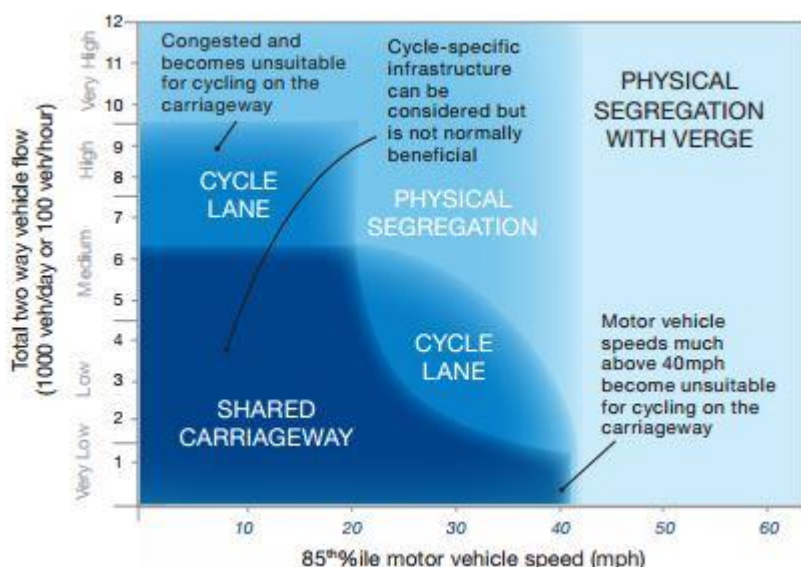 12
11
10
9
8
7
6
5
4
3
2
1
Very High
High
Medium
Low
Very Low
Total two way vehicle flow
(1000 veh/day or 100 veh/hour)
Congested and
becomes unsuitable
for cycling on the
carriageway
Cycle-specific
infrastructure
can be
considered but
is not normally
beneficial
PHYSICAL
SEGREGATION
WITH VERGE
CYCLE
LANE
PHYSICAL
SEGREGATION
CYCLE
LANE
Motor vehicle
speeds much
above 40mph
become unsuitable
for cycling on the
carriageway
SHARED
CARRIAGEWAY
10
20
30
40
50
60
85th%ile motor vehicle speed (mph)